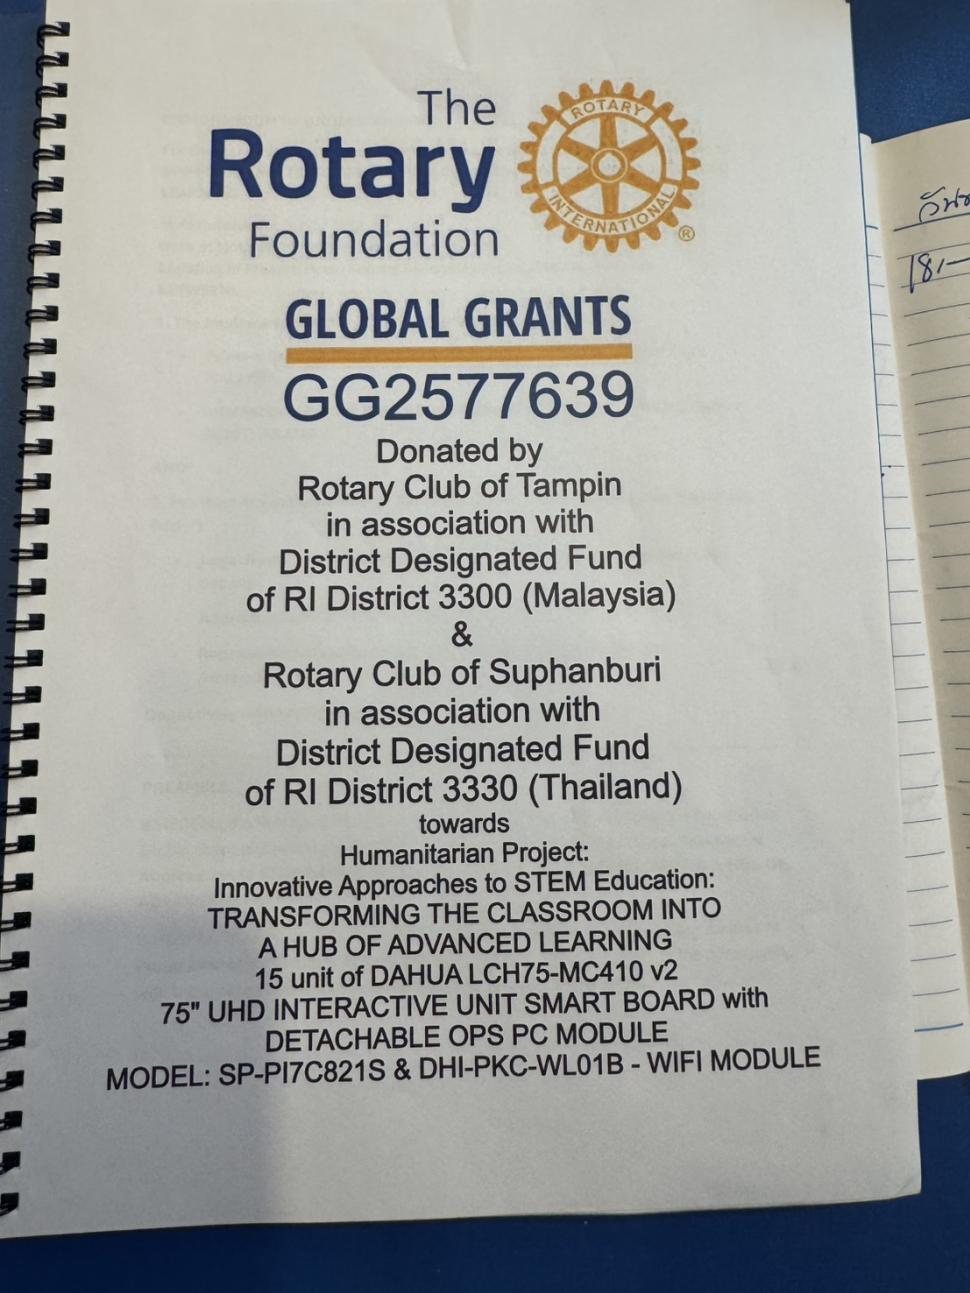 The
Rotary
Foundation
ROTARY
INTERNATIONAL
®
GLOBAL GRANTS
GG2577639
Donated by
Rotary Club of Tampin
in association with
District Designated Fund
of RI District 3300 (Malaysia)
&
Rotary Club of Suphanburi
in association with
District Designated Fund
of RI District 3330 (Thailand)
towards
Humanitarian Project:
Innovative Approaches to STEM Education:
TRANSFORMING THE CLASSROOM INTO
A HUB OF ADVANCED LEARNING
15 unit of DAHUA LCH75-MC410 v2
75" UHD INTERACTIVE UNIT SMART BOARD with
DETACHABLE OPS PC MODULE
MODEL: SP-PI7C821S & DHI-PKC-WL01B - WIFI MODULE